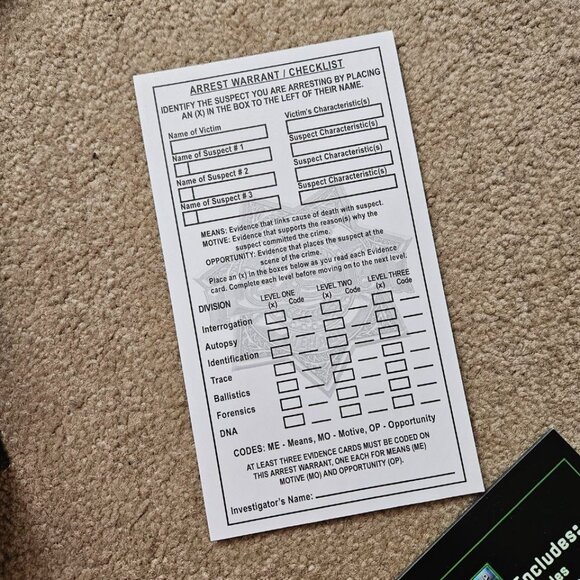 ARREST WARRANT / CHECKLIST
IDENTIFY THE SUSPECT YOU ARE ARRESTING BY PLACING
AN (X) IN THE BOX TO THE LEFT OF THEIR NAME.
Name of Victim
Victim's Characteristic(s)
Name of Suspect # 1
Suspect Characteristic(s)
Name of Suspect # 2
Suspect Characteristic(s)
Name of Suspect # 3
Suspect Characteristic(s)
MEANS: Evidence that links cause of death with suspect.
MOTIVE: Evidence that supports the reason(s) why the
suspect committed the crime.
OPPORTUNITY: Evidence that places the suspect at the
scene of the crime.
Place an (x) in the boxes below as you read each Evidence
card. Complete each level before moving on to the next level.
DIVISION
LEVEL ONE LEVEL TWO LEVEL THREE
(x) Code (x) Code (x) Code
Interrogation
Autopsy
Identification
Trace
Ballistics
Forensics
DNA
CODES: ME - Means, MO - Motive, OP - Opportunity
AT LEAST THREE EVIDENCE CARDS MUST BE CODED ON
THIS ARREST WARRANT, ONE EACH FOR MEANS (ME)
MOTIVE (MO) AND OPPORTUNITY (OP).
Investigator's Name: